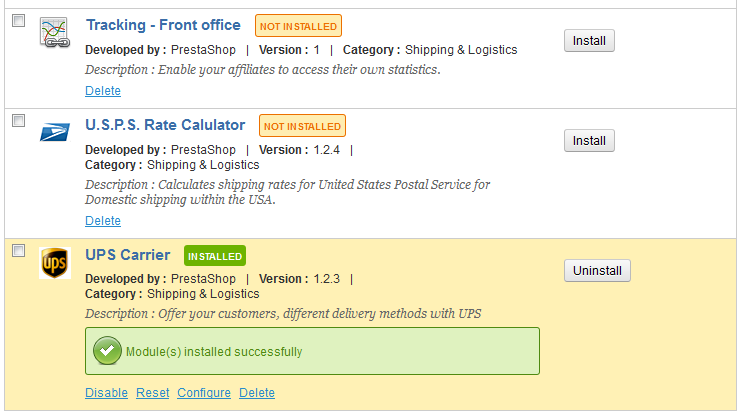 Tracking - Front office NOT INSTALLED
Install
Developed by : PrestaShop | Version : 1 | Category : Shipping & Logistics
Description : Enable your affiliates to access their own statistics.
Delete
U.S.P.S. Rate Calulator NOT INSTALLED
Install
Developed by : PrestaShop | Version : 1.2.4 |
Category : Shipping & Logistics
Description : Calculates shipping rates for United States Postal Service for
Domestic shipping within the USA.
Delete
ups
UPS Carrier INSTALLED
Uninstall
Developed by : PrestaShop | Version : 1.2.3 |
Category : Shipping & Logistics
Description : Offer your customers, different delivery methods with UPS
Module(s) installed successfully
Disable Reset Configure Delete